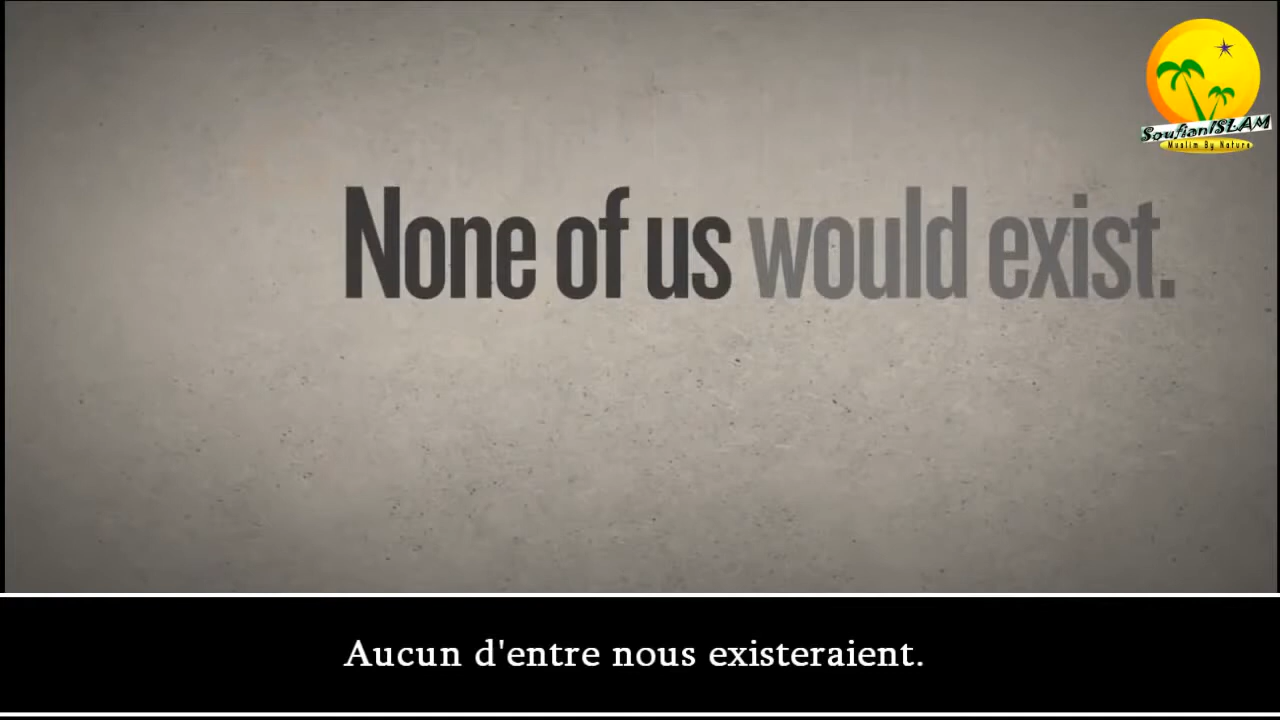 SoufianISLAM
Muslim By Nature
None of us would exist.
Aucun d'entre nous existeraient.